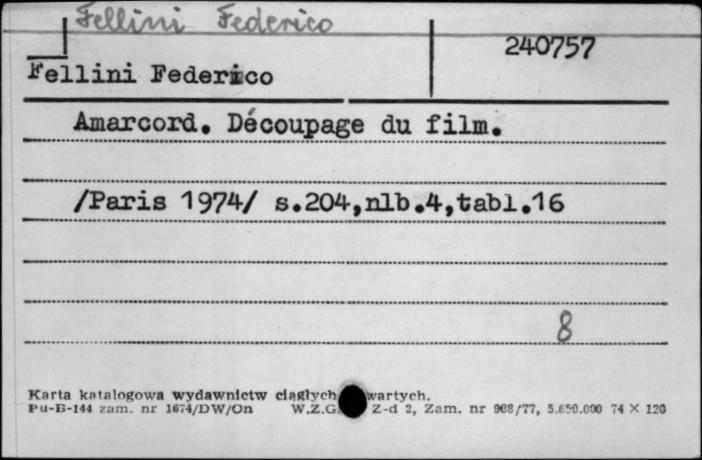 Fellini Federico
240757
Fellini Federico
Amarcord. Découpage du film.
/Paris 1974/ s.204,nlb.4,tabl.16
8
Karta katalogowa wydawnictw ciągłych wartych.
Pu-B-144 zam. nr 1674/DW/On W.Z.G. Z-d 2, Zam. nr 908/77, 5.650.000 74 X 120